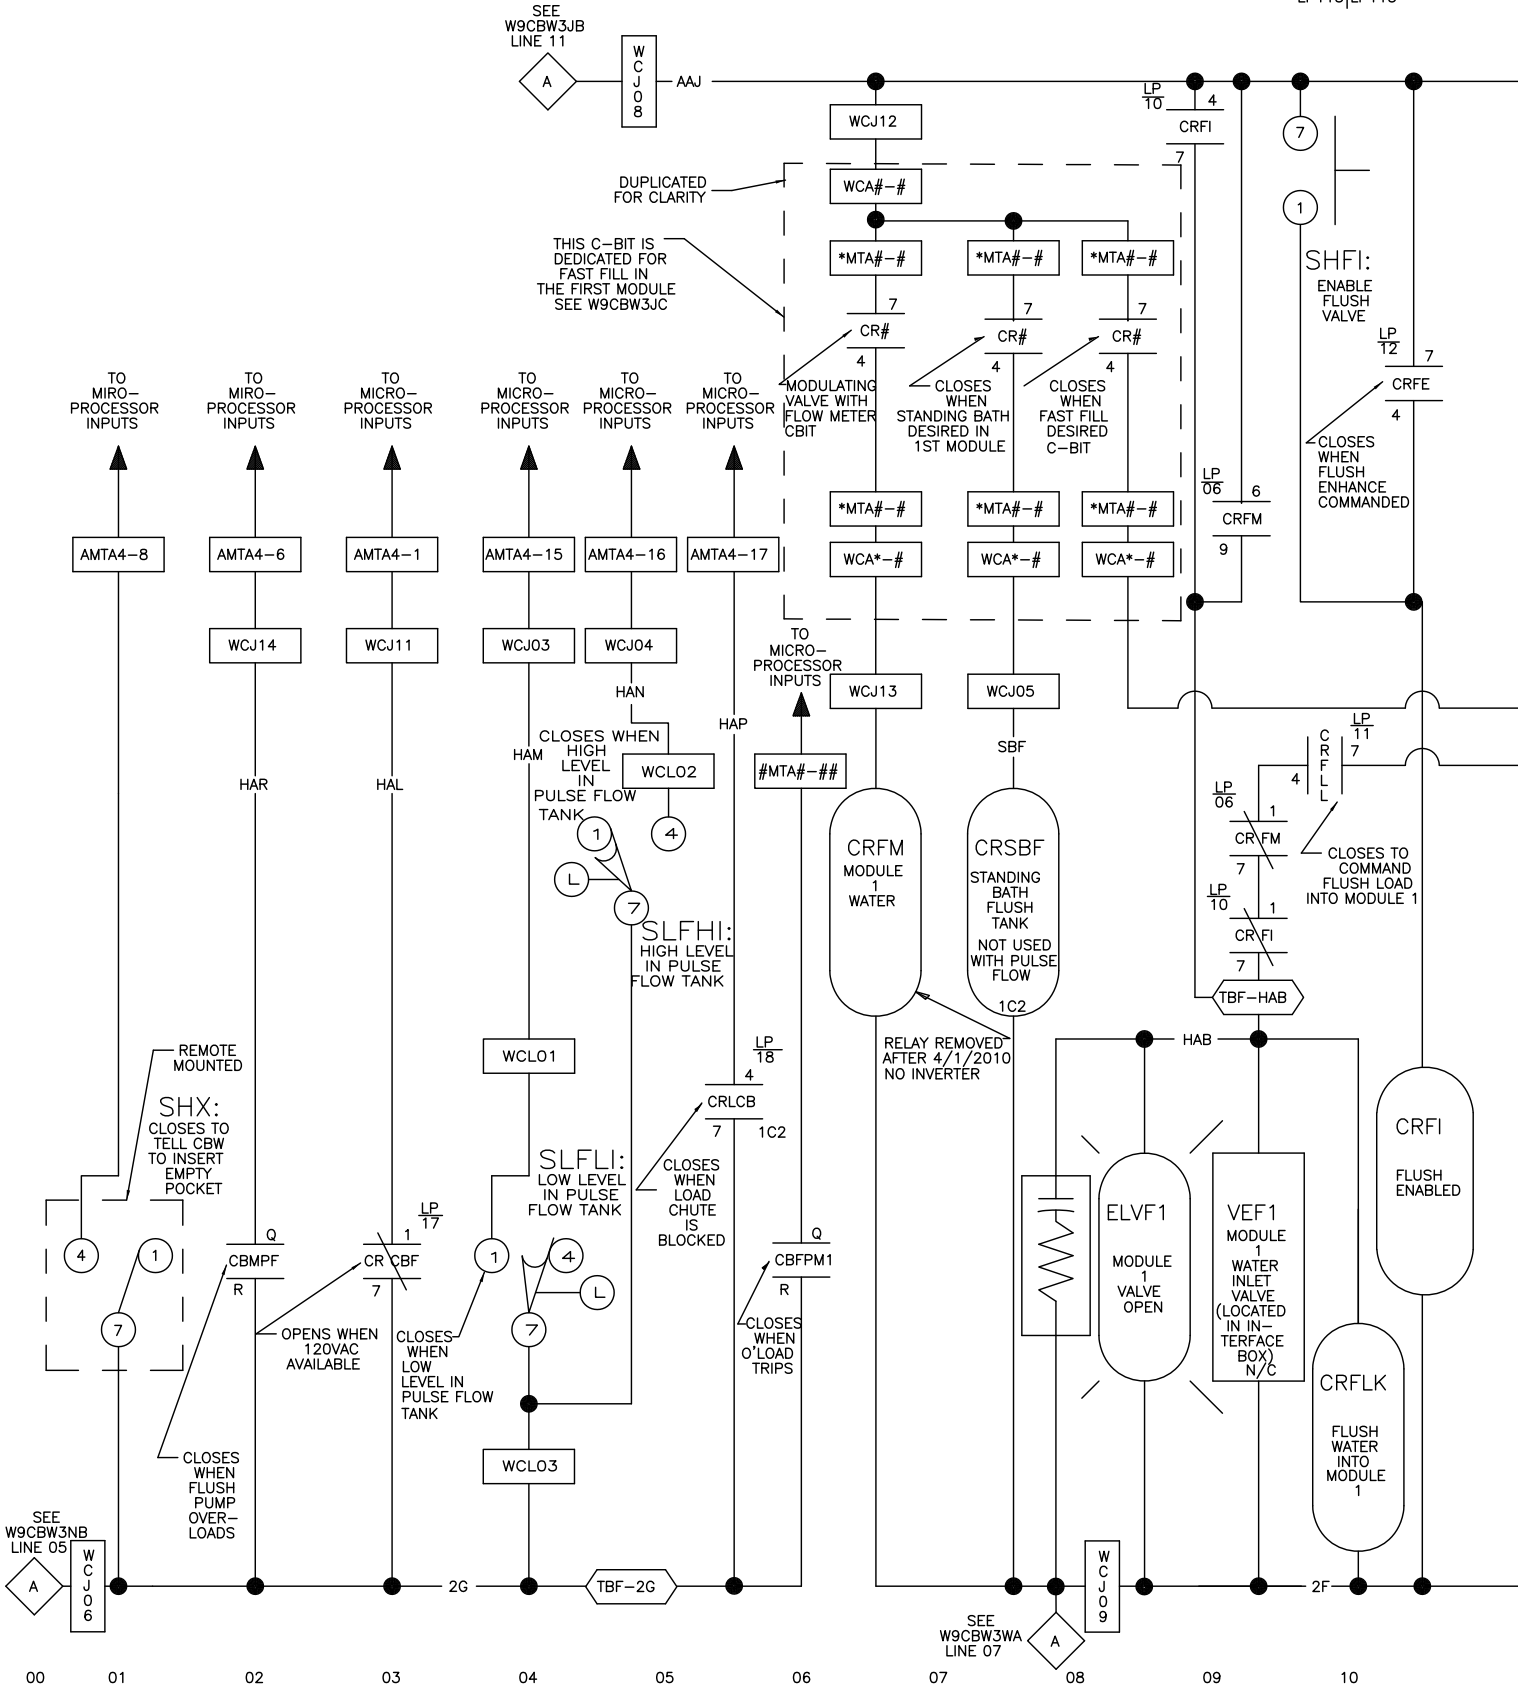 SEE
W9CBW3JB
LINE 11
A
WCJ08
AAJ
WCJ12
LP
10
4
CRFI
7
7
1
DUPLICATED
FOR CLARITY
WCA#-#
THIS C-BIT IS
DEDICATED FOR
FAST FILL IN
THE FIRST MODULE
SEE W9CBW3JC
*MTA#-#
*MTA#-#
*MTA#-#
SHFI:
ENABLE
FLUSH
VALVE
7
CR#
4
7
CR#
4
7
CR#
4
LP
12
7
CRFE
4
TO
MIRO-
PROCESSOR
INPUTS
TO
MIRO-
PROCESSOR
INPUTS
TO
MICRO-
PROCESSOR
INPUTS
TO
MICRO-
PROCESSOR
INPUTS
TO
MICRO-
PROCESSOR
INPUTS
TO
MICRO-
PROCESSOR
INPUTS
MODULATING
VALVE WITH
FLOW METER
CBIT
CLOSES
WHEN
STANDING BATH
DESIRED IN
1ST MODULE
CLOSES
WHEN
FAST FILL
DESIRED
C-BIT
CLOSES
WHEN
FLUSH
ENHANCE
COMMANDED
LP
06
6
CRFM
9
*MTA#-#
*MTA#-#
*MTA#-#
AMTA4-8
AMTA4-6
AMTA4-1
AMTA4-15
AMTA4-16
AMTA4-17
WCA*-#
WCA*-#
WCA*-#
WCJ14
WCJ11
WCJ03
WCJ04
TO
MICRO-
PROCESSOR
INPUTS
WCJ13
WCJ05
HAN
HAP
SBF
HAR
HAL
HAM
CLOSES WHEN
HIGH
LEVEL
IN
PULSE FLOW
TANK
WCL02
#MTA#-##
CRFLL
LP
11
7
4
1
4
L
7
SLFHI:
HIGH LEVEL
IN PULSE
FLOW TANK
CRFM
MODULE
1
WATER
CRSBF
STANDING
BATH
FLUSH
TANK
NOT USED
WITH PULSE
FLOW
1C2
LP
06
1
CRFM
7
CLOSES TO
COMMAND
FLUSH LOAD
INTO MODULE 1
LP
10
1
CRFI
7
TBF-HAB
RELAY REMOVED
AFTER 4/1/2010
NO INVERTER
HAB
REMOTE
MOUNTED
WCL01
LP
18
4
CRLCB
7
1C2
SHX:
CLOSES TO
TELL CBW
TO INSERT
EMPTY
POCKET
SLFLI:
LOW LEVEL
IN PULSE
FLOW TANK
CLOSES
WHEN
LOAD
CHUTE
IS
BLOCKED
CRFI
FLUSH
ENABLED
4
1
7
Q
CBMPF
R
LP
17
1
CR CBF
7
1
4
L
7
Q
CBFPM1
R
ELVF1
MODULE
1
VALVE
OPEN
VEF1
MODULE
1
WATER
INLET
VALVE
(LOCATED
IN IN-
TERFACE
BOX)
N/C
OPENS WHEN
120VAC
AVAILABLE
CLOSES
WHEN
LOW
LEVEL IN
PULSE FLOW
TANK
CLOSES
WHEN
O'LOAD
TRIPS
CRFLK
FLUSH
WATER
INTO
MODULE
1
CLOSES
WHEN
FLUSH
PUMP
OVER-
LOADS
WCL03
SEE
W9CBW3NB
LINE 05
A
WCJ06
2G
TBF-2G
WCJ09
2F
SEE
W9CBW3WA
LINE 07
A
00 01 02 03 04 05 06 07 08 09 10